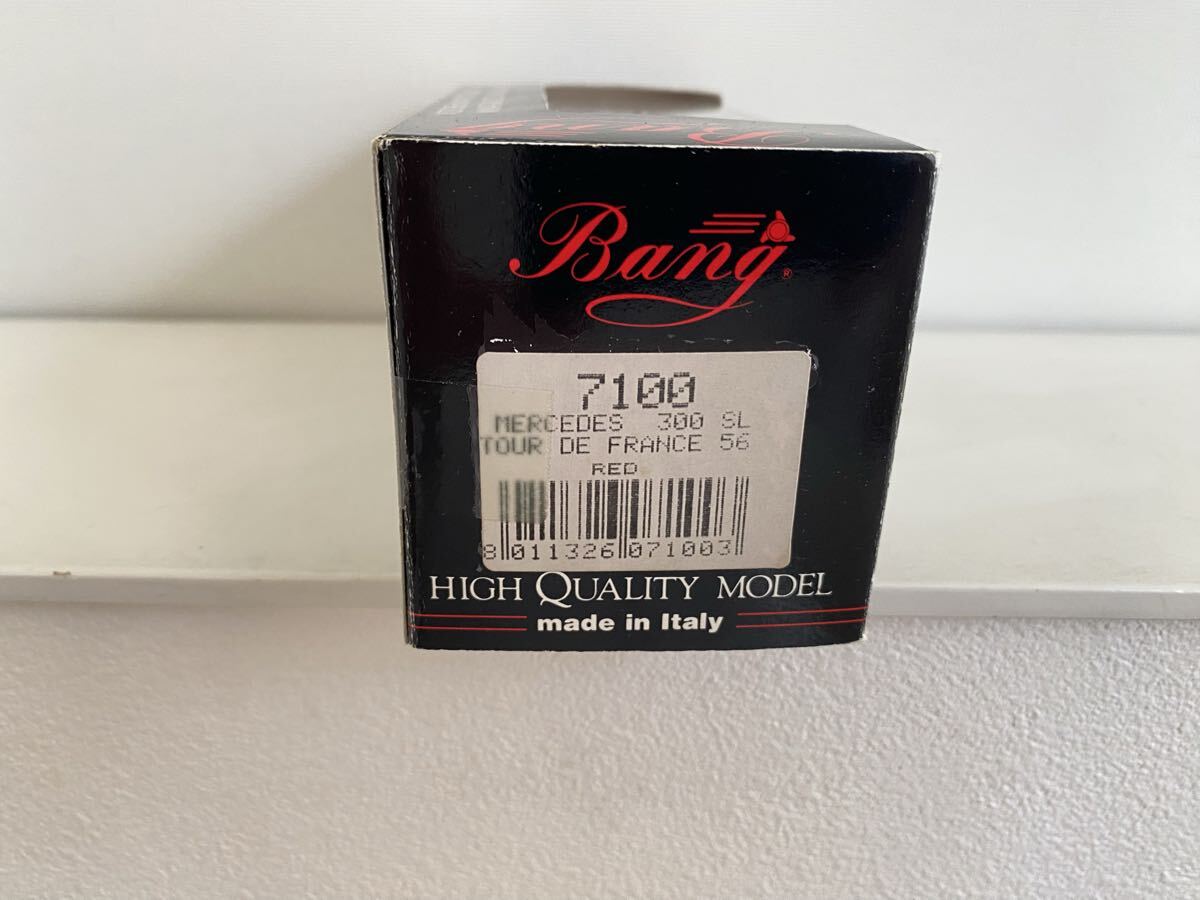 Bang®
7100
MERCEDES 300 SL
TOUR DE FRANCE 56
RED
8 011326 071003
HIGH QUALITY MODEL
made in Italy